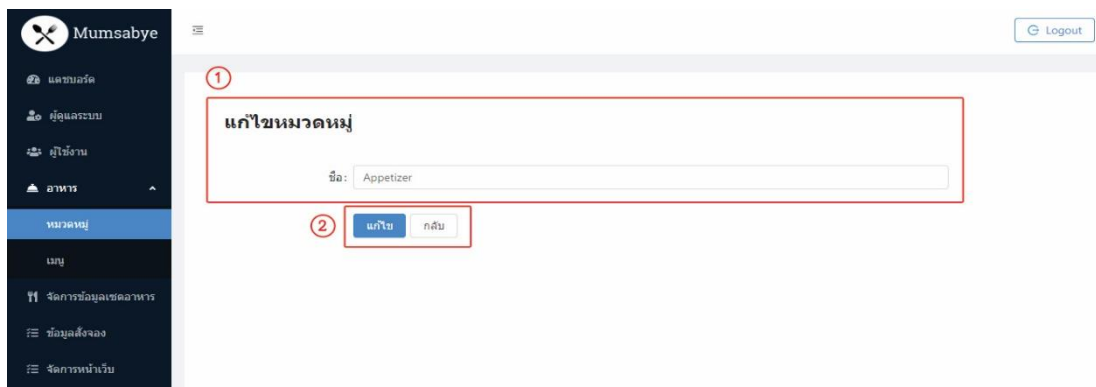 Mumsabye
Logout
แดชบอร์ด
ผู้ดูแลระบบ
ผู้ใช้งาน
อาหาร
หมวดหมู่
เมนู
จัดการข้อมูลเซตอาหาร
ข้อมูลสั่งจอง
จัดการหน้าเว็บ
1
แก้ไขหมวดหมู่
ชื่อ: Appetizer
2 แก้ไข กลับ